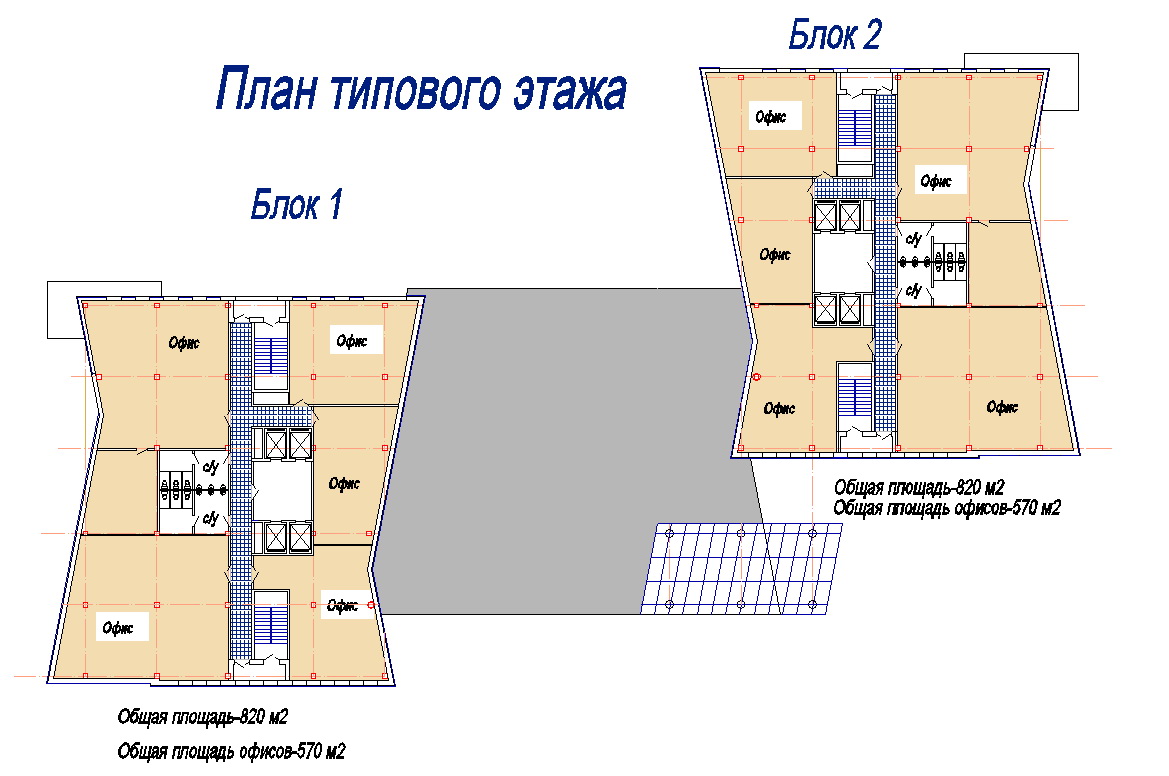 Блок 2
План типового этажа
Блок 1
Офис
Офис
Офис
с/у
с/у
Офис
Офис
Общая площадь-820 м2
Общая площадь офисов-570 м2
Офис
Офис
с/у
Офис
с/у
Офис
Офис
Общая площадь-820 м2
Общая площадь офисов-570 м2